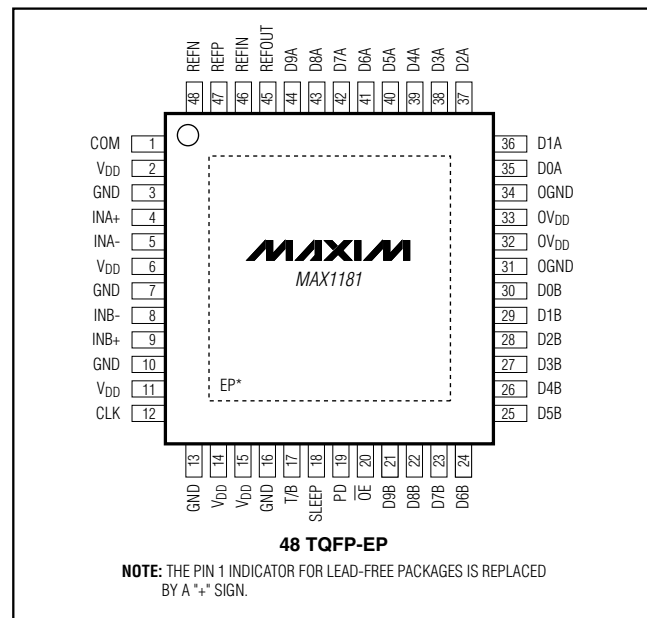 REFN REFP REFIN REFOUT D9A D8A D7A D6A D5A D4A D3A D2A
48 47 46 45 44 43 42 41 40 39 38 37
COM 1 36 D1A
VDD 2 35 D0A
GND 3 34 OGND
INA+ 4 33 OVDD
INA- 5 32 OVDD
VDD 6 31 OGND
GND 7 30 D0B
INB- 8 29 D1B
INB+ 9 28 D2B
GND 10 27 D3B
VDD 11 26 D4B
CLK 12 25 D5B
MAXIM
MAX1181
EP*
13 14 15 16 17 18 19 20 21 22 23 24
GND VDD VDD GND T/B SLEEP PD O̅E̅ D9B D8B D7B D6B
48 TQFP-EP
NOTE: THE PIN 1 INDICATOR FOR LEAD-FREE PACKAGES IS REPLACED
BY A "+" SIGN.